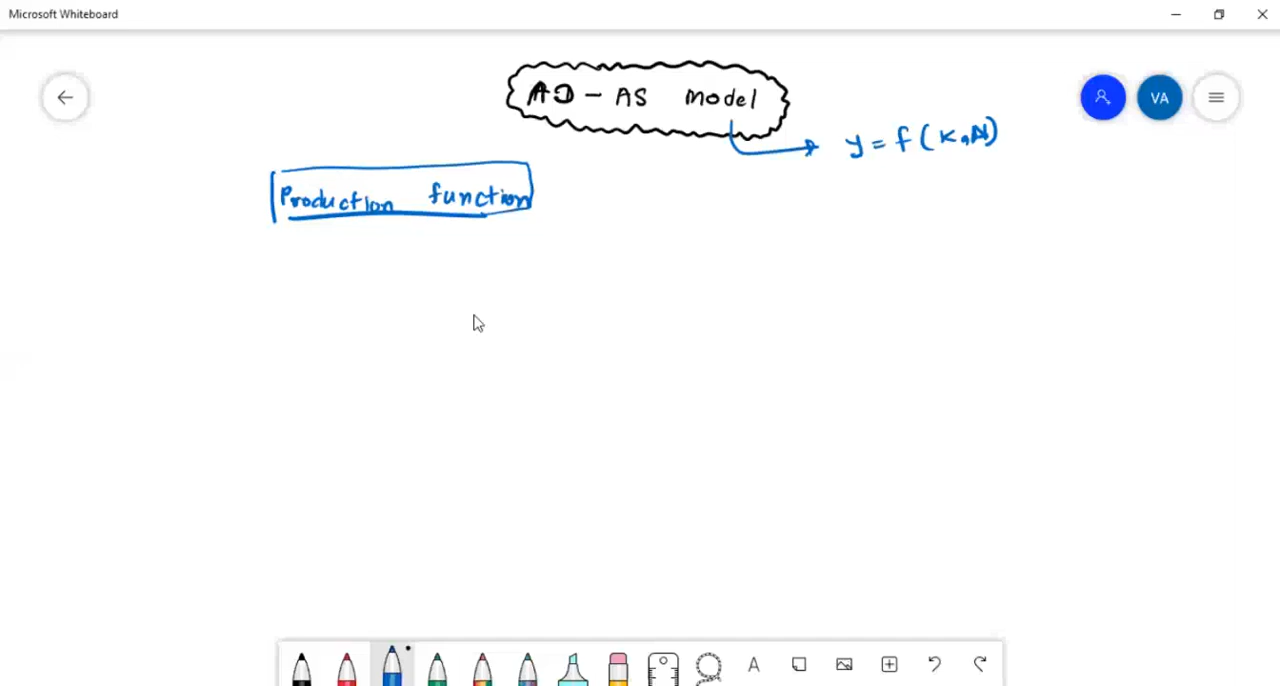 Microsoft Whiteboard
AD - AS Model
VA
y = f (K, N)
Production function
A